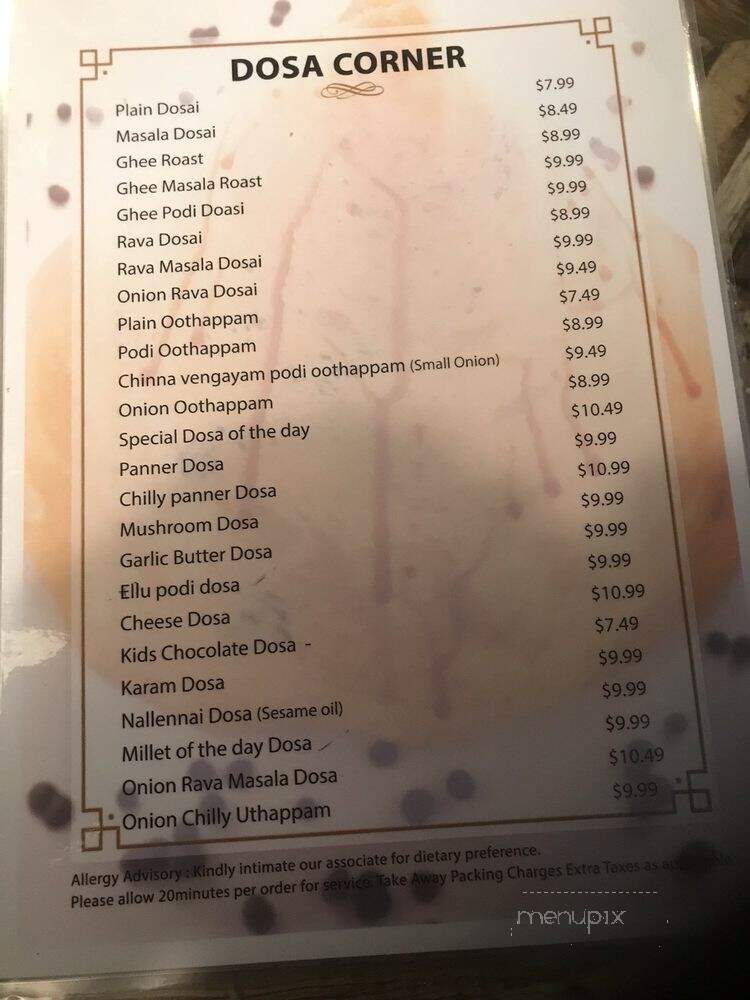 DOSA CORNER
Plain Dosai $7.99
Masala Dosai $8.49
Ghee Roast $8.99
Ghee Masala Roast $9.99
Ghee Podi Doasi $9.99
Rava Dosai $8.99
Rava Masala Dosai $9.99
Onion Rava Dosai $9.49
Plain Oothappam $7.49
Podi Oothappam $8.99
Chinna vengayam podi oothappam (Small Onion) $9.49
Onion Oothappam $8.99
Special Dosa of the day $10.49
Panner Dosa $9.99
Chilly panner Dosa $10.99
Mushroom Dosa $9.99
Garlic Butter Dosa $9.99
Ellu podi dosa $9.99
Cheese Dosa $10.99
Kids Chocolate Dosa - $7.49
Karam Dosa $9.99
Nallennai Dosa (Sesame oil) $9.99
Millet of the day Dosa $9.99
Onion Rava Masala Dosa $10.49
Onion Chilly Uthappam $9.99
Allergy Advisory : Kindly intimate our associate for dietary preference.
Please allow 20minutes per order for service. Take Away Packing Charges Extra Taxes as
menupix